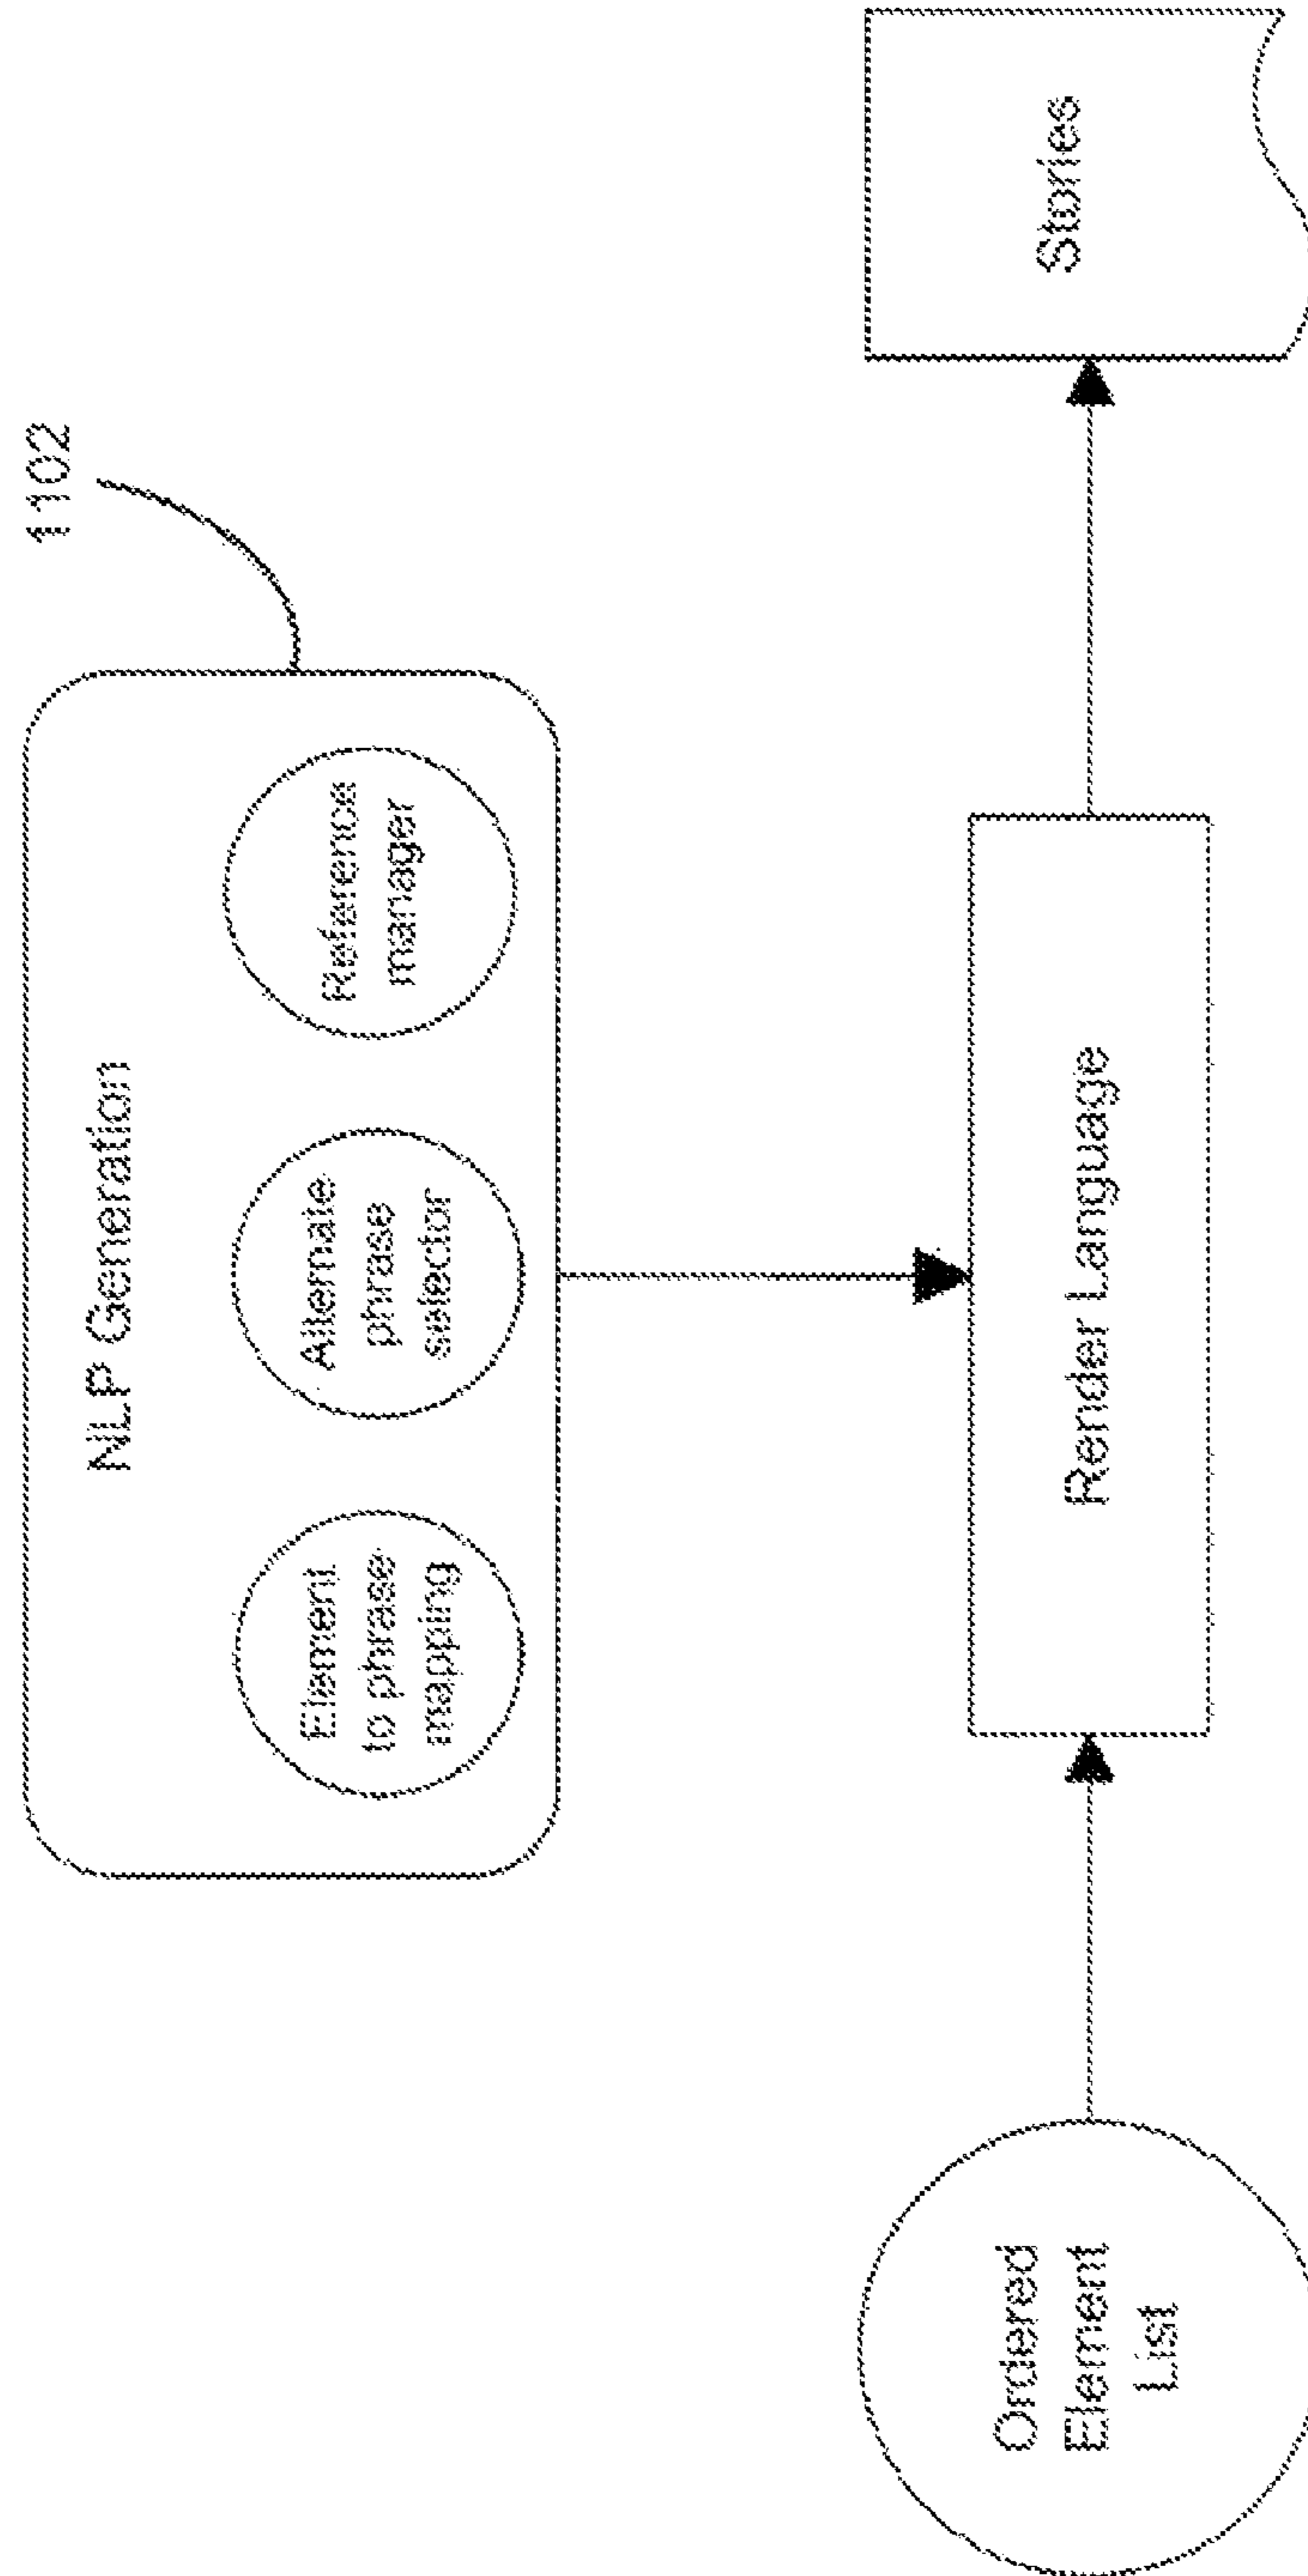 1102
NLP Generation
Element
to phrase
mapping
Alternate
phrase
selector
Reference
manager
Ordered
Element
List
Render Language
Stories